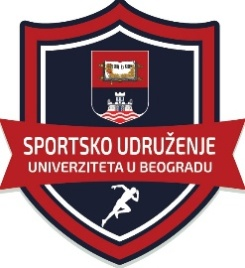 SPORTSKO UDRUŽENJE
UNIVERZITETA U BEOGRADU